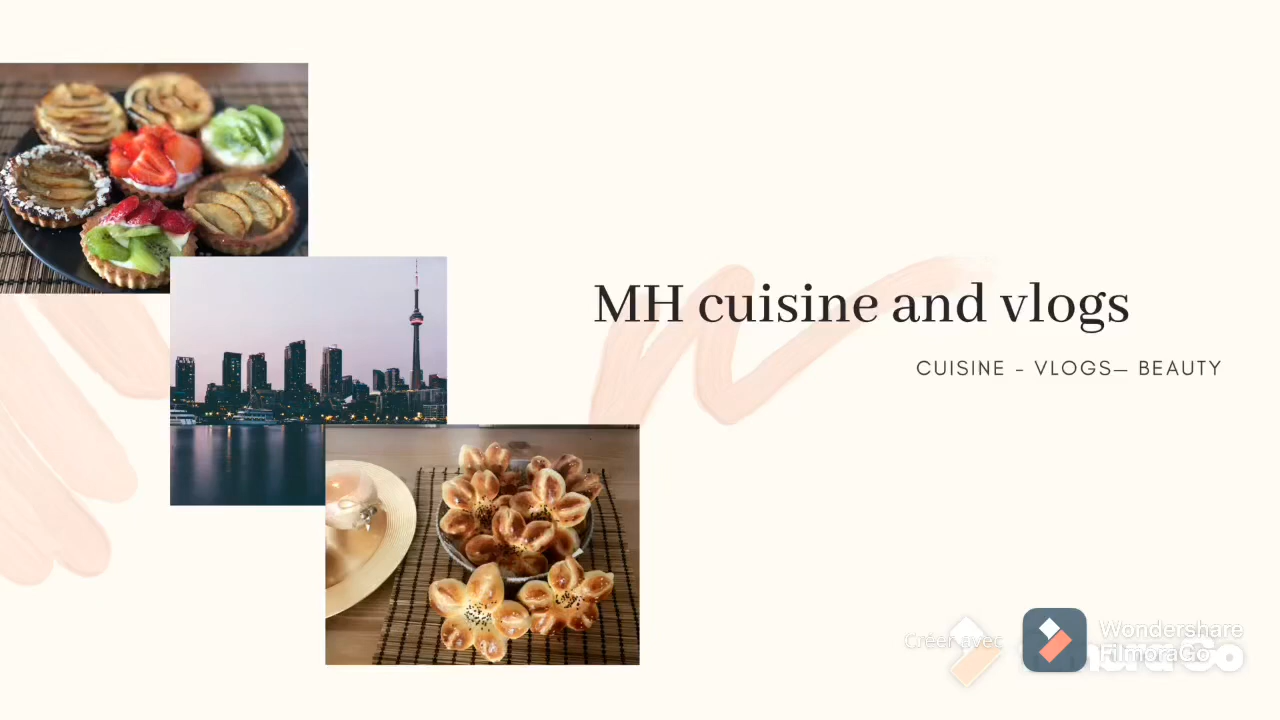 MH cuisine and vlogs
CUISINE - VLOGS— BEAUTY
Créer avec
Wondershare
FilmoraGo